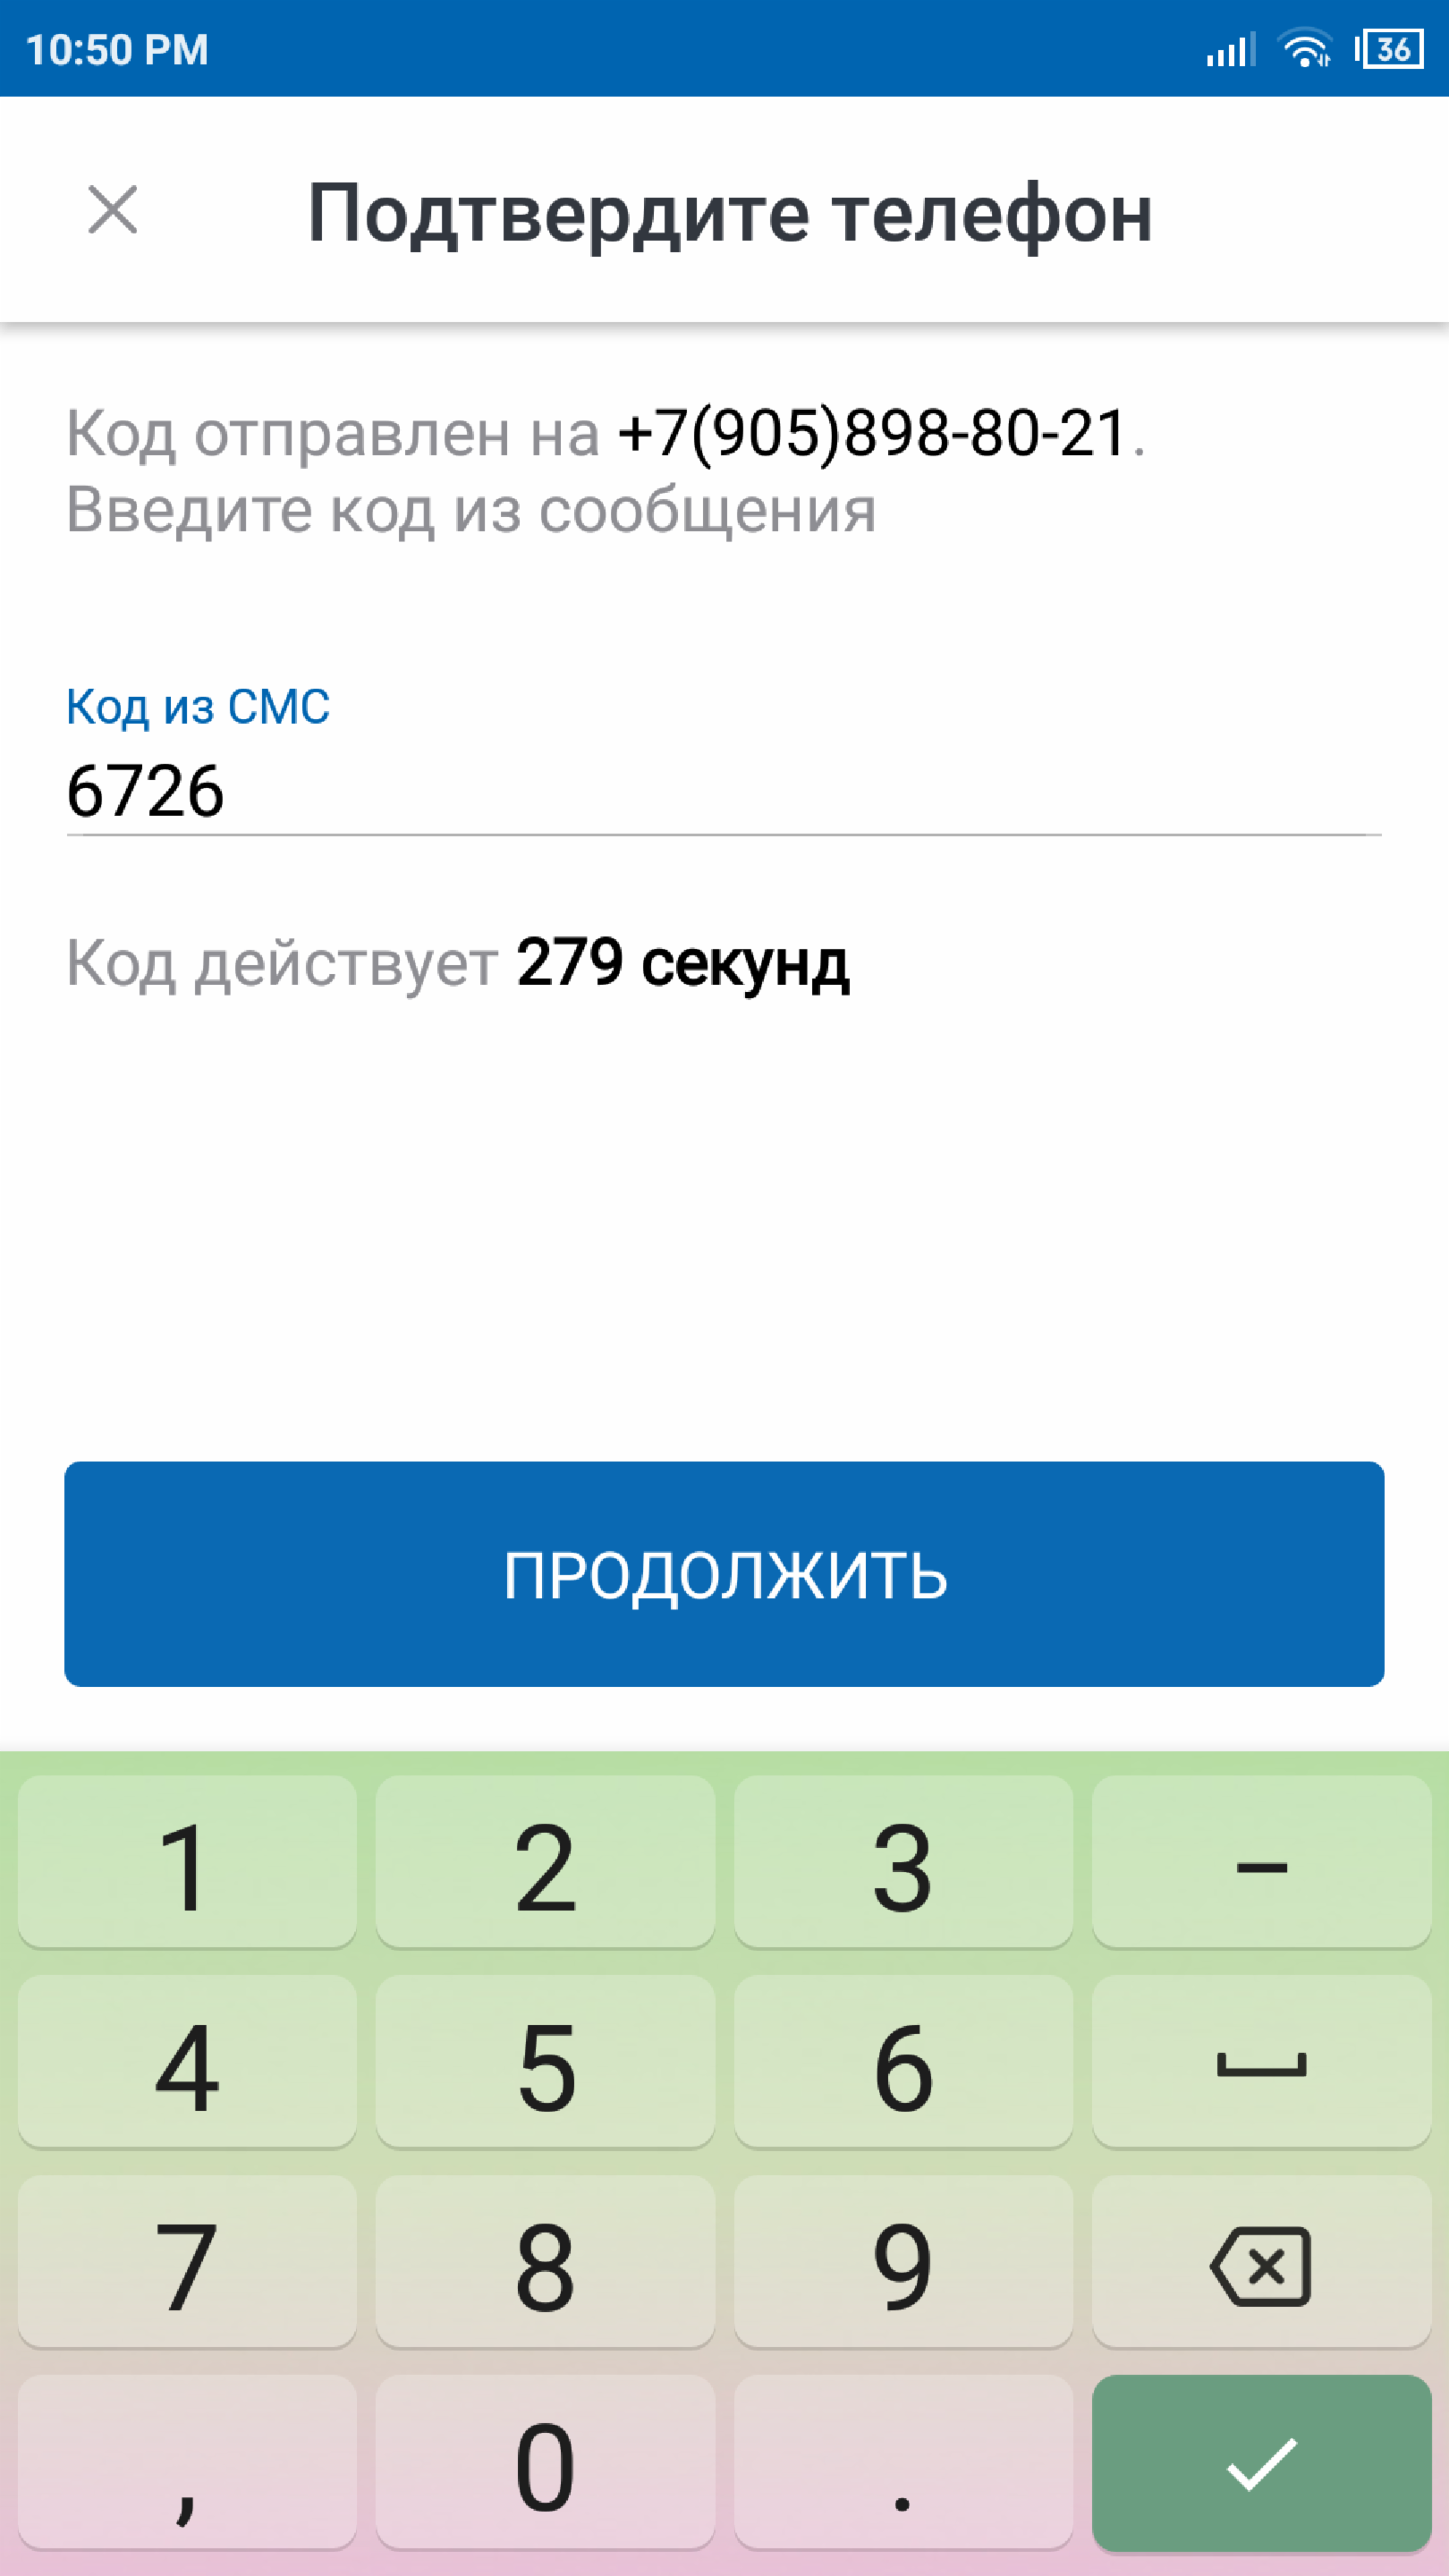 10:50 PM
36
Подтвердите телефон
Код отправлен на +7(905)898-80-21.
Введите код из сообщения
Код из СМС
6726
Код действует 279 секунд
ПРОДОЛЖИТЬ
1 2 3 –
4 5 6
7 8 9
, 0 .